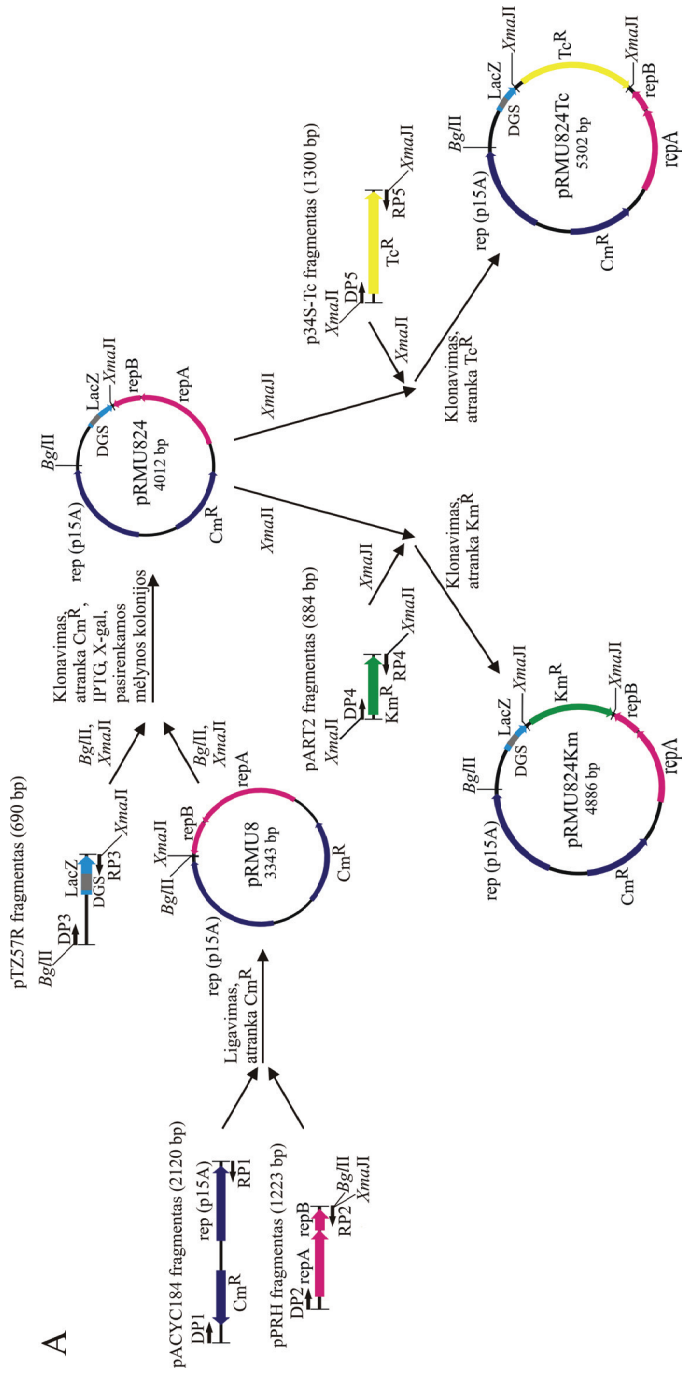 A
pACYC184 fragmentas (2120 bp)
DP1
CmR
rep (p15A)
RP1
pPRH fragmentas (1223 bp)
DP2
repA
repB
RP2
BglII
XmaJI
Ligavimas,
atranka CmR
pTZ57R fragmentas (690 bp)
BglII
DP3
LacZ
DGS
RP3
XmaJI
BglII
XmaJI
rep (p15A)
repB
repA
pRMU8
3343 bp
CmR
BglII,
XmaJI
BglII,
XmaJI
Klonavimas,
atranka CmR,
IPTG, X-gal,
pasirenkamos
mėlynos kolonijos
BglII
rep (p15A)
LacZ
DGS
XmaJI
repB
repA
pRMU824
4012 bp
CmR
XmaJI
XmaJI
pART2 fragmentas (884 bp)
XmaJI
DP4
KmR
RP4
XmaJI
XmaJI
Klonavimas,
atranka KmR
p34S-Tc fragmentas (1300 bp)
XmaJI
DP5
TcR
RP5
XmaJI
XmaJI
Klonavimas,
atranka TcR
BglII
rep (p15A)
LacZ
DGS
XmaJI
KmR
XmaJI
repB
repA
pRMU824Km
4886 bp
CmR
BglII
rep (p15A)
LacZ
DGS
XmaJI
TcR
XmaJI
repB
repA
pRMU824Tc
5302 bp
CmR